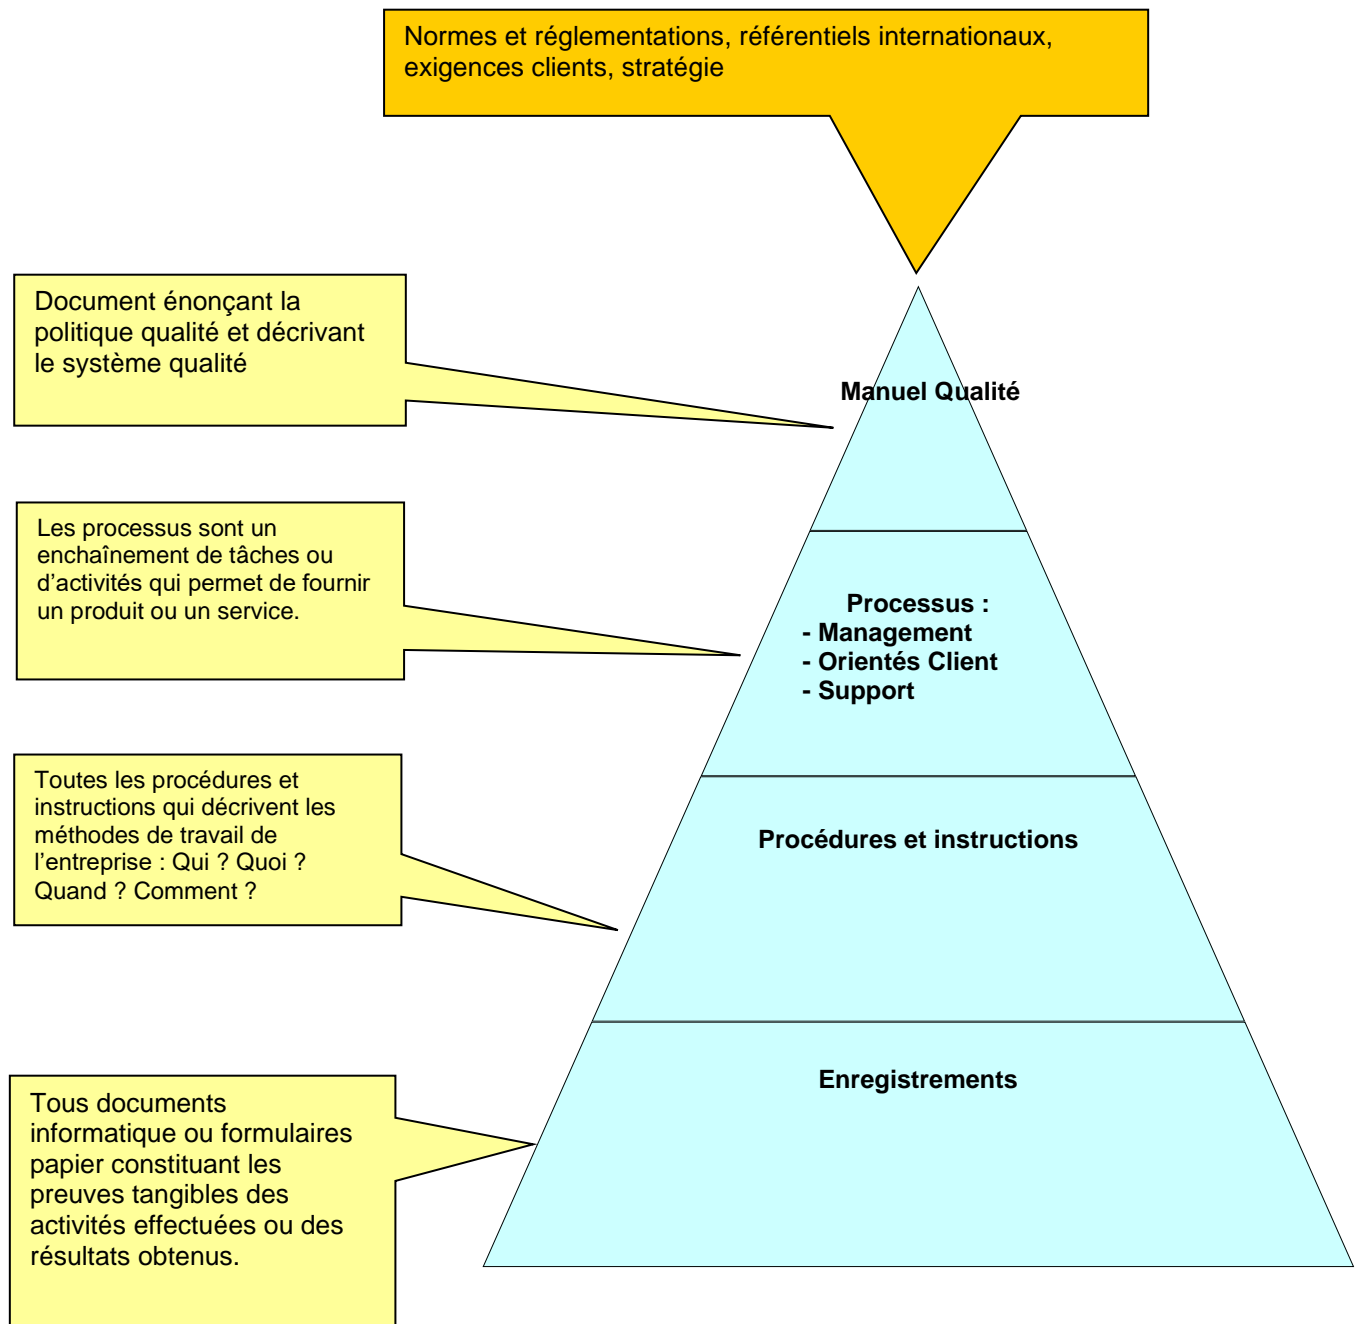 Normes et réglementations, référentiels internationaux,
exigences clients, stratégie
Document énonçant la
politique qualité et décrivant
le système qualité
Manuel Qualité
Les processus sont un
enchaînement de tâches ou
d’activités qui permet de fournir
un produit ou un service.
Processus :
- Management
- Orientés Client
- Support
Toutes les procédures et
instructions qui décrivent les
méthodes de travail de
l’entreprise : Qui ? Quoi ?
Quand ? Comment ?
Procédures et instructions
Enregistrements
Tous documents
informatique ou formulaires
papier constituant les
preuves tangibles des
activités effectuées ou des
résultats obtenus.